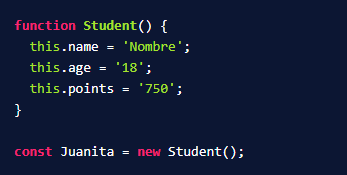 function Student() {
  this.name = 'Nombre';
  this.age = '18';
  this.points = '750';
}

const Juanita = new Student();